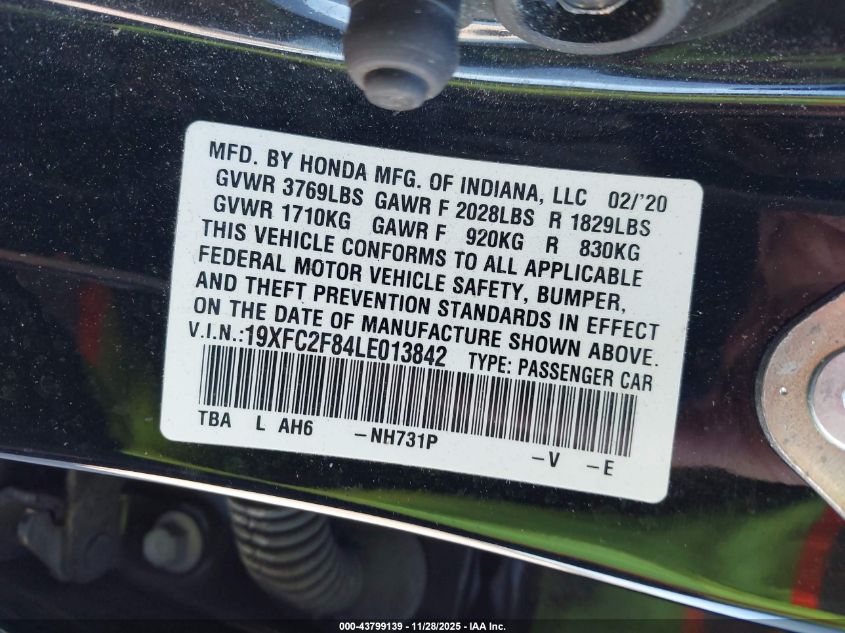 MFD. BY HONDA MFG. OF INDIANA, LLC 02/'20
GVWR 3769LBS GAWR F 2028LBS R 1829LBS
GVWR 1710KG GAWR F 920KG R 830KG
THIS VEHICLE CONFORMS TO ALL APPLICABLE
FEDERAL MOTOR VEHICLE SAFETY, BUMPER,
AND THEFT PREVENTION STANDARDS IN EFFECT
ON THE DATE OF MANUFACTURE SHOWN ABOVE.
V.I.N.:19XFC2F84LE013842 TYPE: PASSENGER CAR
TBA L AH6 -NH731P -V -E
000-43799139 - 11/28/2025 - IAA Inc.